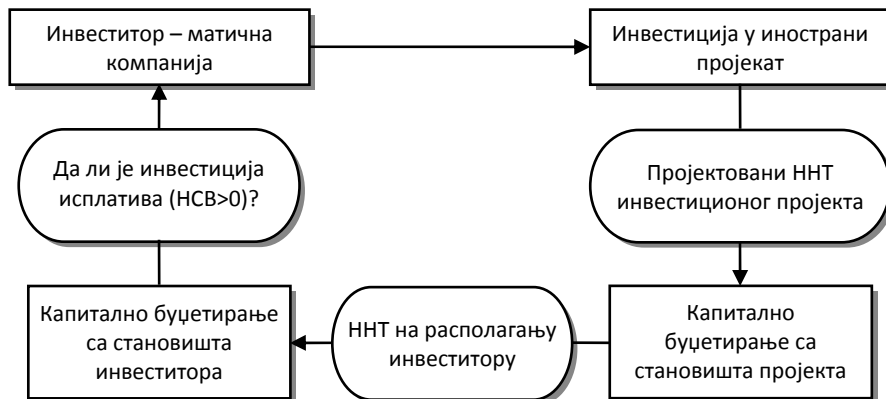 Инвеститор – матична
компанија
Инвестиција у инострани
пројекат
Да ли је инвестиција
исплатива (НСВ>0)?
Пројектовани ННТ
инвестиционог пројекта
Капитално буџетирање
са становишта
инвеститора
ННТ на располагању
инвеститору
Капитално
буџетирање са
становишта пројекта